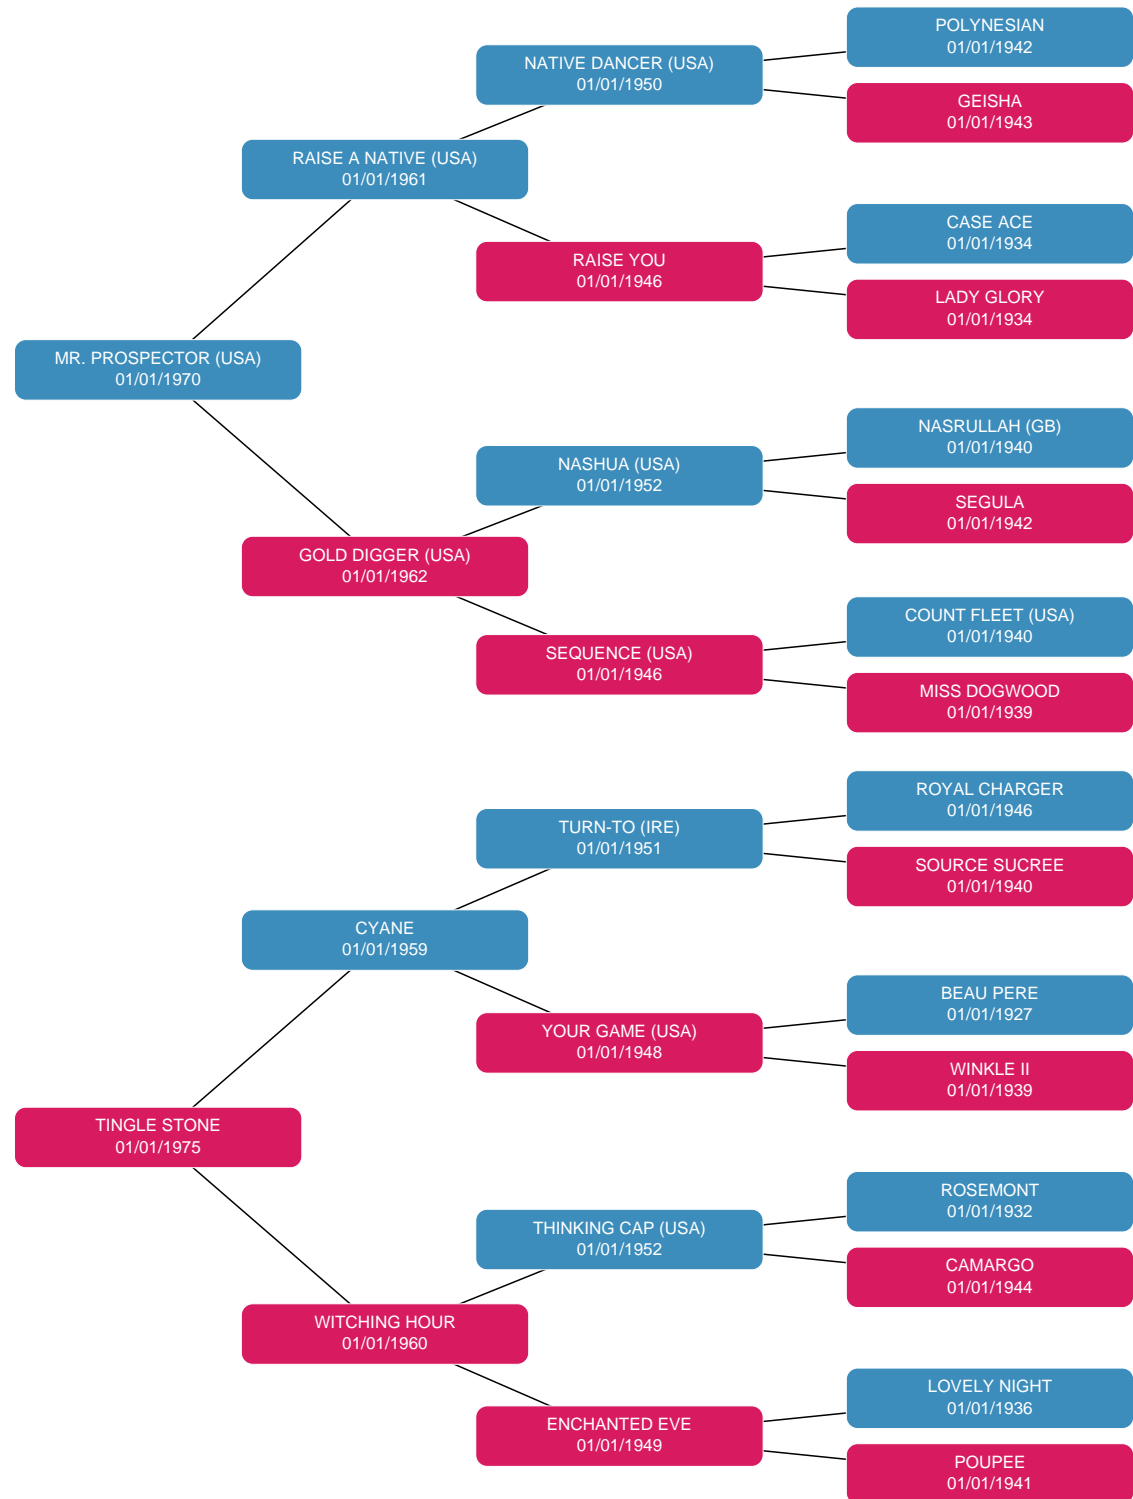 POLYNESIAN
01/01/1942
NATIVE DANCER (USA)
01/01/1950
GEISHA
01/01/1943
RAISE A NATIVE (USA)
01/01/1961
CASE ACE
01/01/1934
RAISE YOU
01/01/1946
LADY GLORY
01/01/1934
MR. PROSPECTOR (USA)
01/01/1970
NASRULLAH (GB)
01/01/1940
NASHUA (USA)
01/01/1952
SEGULA
01/01/1942
GOLD DIGGER (USA)
01/01/1962
COUNT FLEET (USA)
01/01/1940
SEQUENCE (USA)
01/01/1946
MISS DOGWOOD
01/01/1939
ROYAL CHARGER
01/01/1946
TURN-TO (IRE)
01/01/1951
SOURCE SUCREE
01/01/1940
CYANE
01/01/1959
BEAU PERE
01/01/1927
YOUR GAME (USA)
01/01/1948
WINKLE II
01/01/1939
TINGLE STONE
01/01/1975
ROSEMONT
01/01/1932
THINKING CAP (USA)
01/01/1952
CAMARGO
01/01/1944
WITCHING HOUR
01/01/1960
LOVELY NIGHT
01/01/1936
ENCHANTED EVE
01/01/1949
POUPEE
01/01/1941